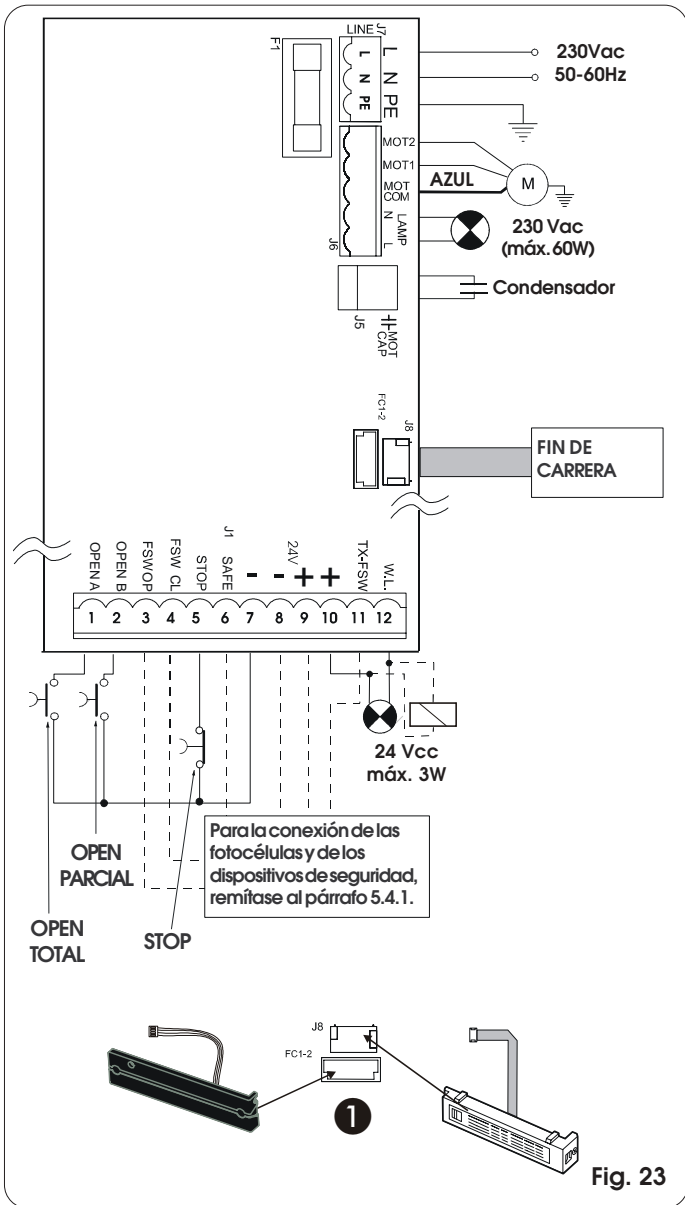 LINE J7
F1
L
N
PE
L N PE
230Vac
50-60Hz
MOT2
MOT1
MOT COM
AZUL
M
N LAMP L
230 Vac
(máx.60W)
J6
Condensador
J5
MOT CAP
FC1-2
J8
FIN DE
CARRERA
OPEN A
OPEN B
FSW OP
FSW CL
STOP
J1
SAFE
-
-
24V
+
+
TX-FSW
W.L.
1 2 3 4 5 6 7 8 9 10 11 12
24 Vcc
máx. 3W
Para la conexión de las
fotocélulas y de los
dispositivos de seguridad,
remítase al párrafo 5.4.1.
OPEN
PARCIAL
OPEN
TOTAL
STOP
J8
FC1-2
1
Fig. 23